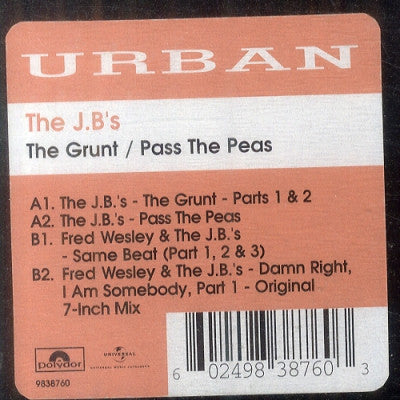 URBAN
The J.B's
The Grunt / Pass The Peas
A1. The J.B.'s - The Grunt - Parts 1 & 2
A2. The J.B.'s - Pass The Peas
B1. Fred Wesley & The J.B.'s
- Same Beat (Part 1, 2 & 3)
B2. Fred Wesley & The J.B.'s - Damn Right,
I Am Somebody, Part 1 - Original
7-Inch Mix
polydor
UNIVERSAL
9838760
6 02498 38760 3